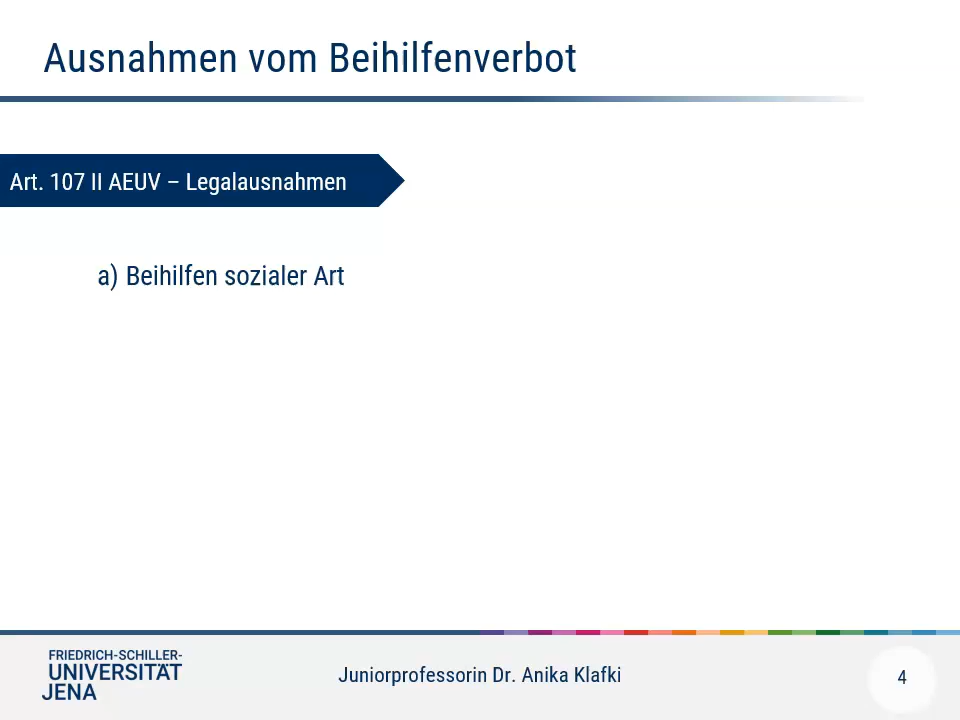 Ausnahmen vom Beihilfenverbot
Art. 107 II AEUV – Legalausnahmen
a) Beihilfen sozialer Art
FRIEDRICH-SCHILLER-
UNIVERSITÄT
JENA
Juniorprofessorin Dr. Anika Klafki
4